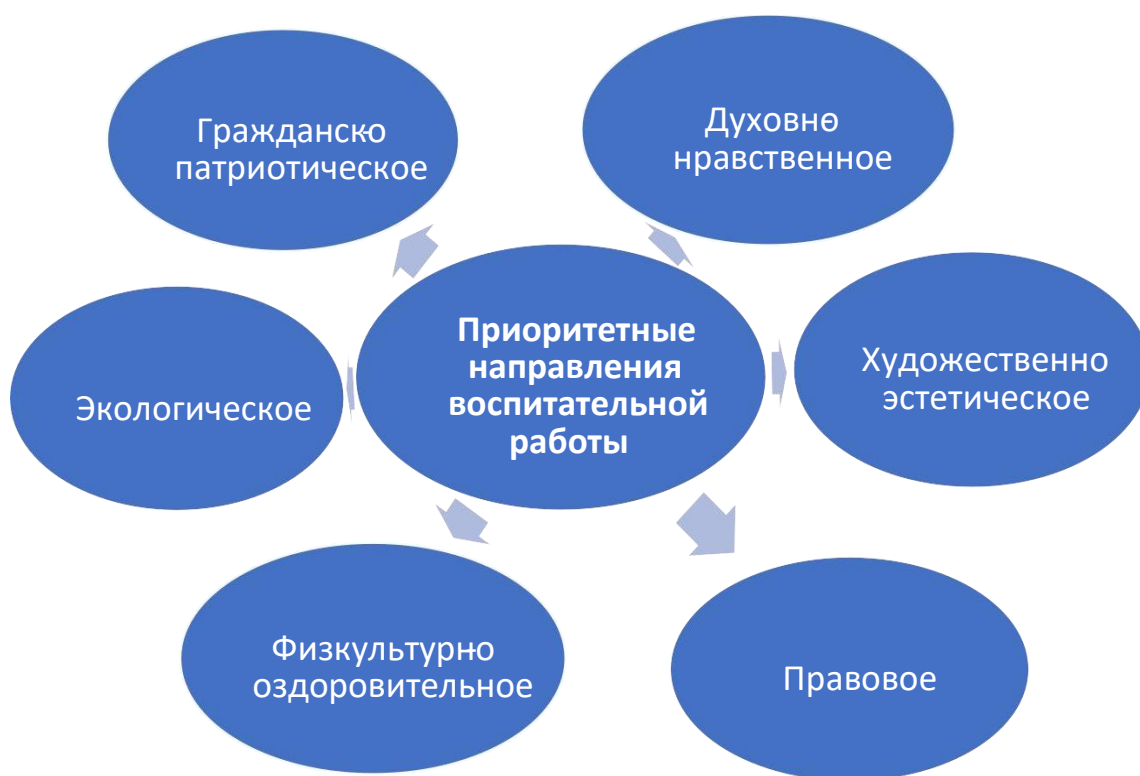 Гражданско-
патриотическое
Духовно-
нравственное
Приоритетные
направления
воспитательной
работы
Художественно
эстетическое
Экологическое
Физкультурно-
оздоровительное
Правовое